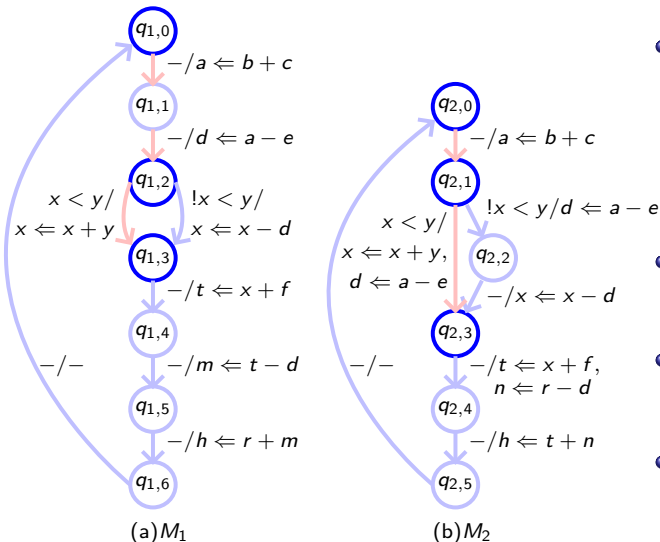 q1,0
−/a ⇐ b + c
q1,1
−/d ⇐ a − e
q1,2
x < y/
x ⇐ x + y
!x < y/
x ⇐ x − d
q1,3
−/t ⇐ x + f
q1,4
−/−
−/m ⇐ t − d
q1,5
−/h ⇐ r + m
q1,6
(a)M1
q2,0
−/a ⇐ b + c
q2,1
!x < y/d ⇐ a − e
x < y/
x ⇐ x + y,
d ⇐ a − e
q2,2
−/x ⇐ x − d
q2,3
−/−
−/t ⇐ x + f,
n ⇐ r − d
q2,4
−/h ⇐ t + n
q2,5
(b)M2